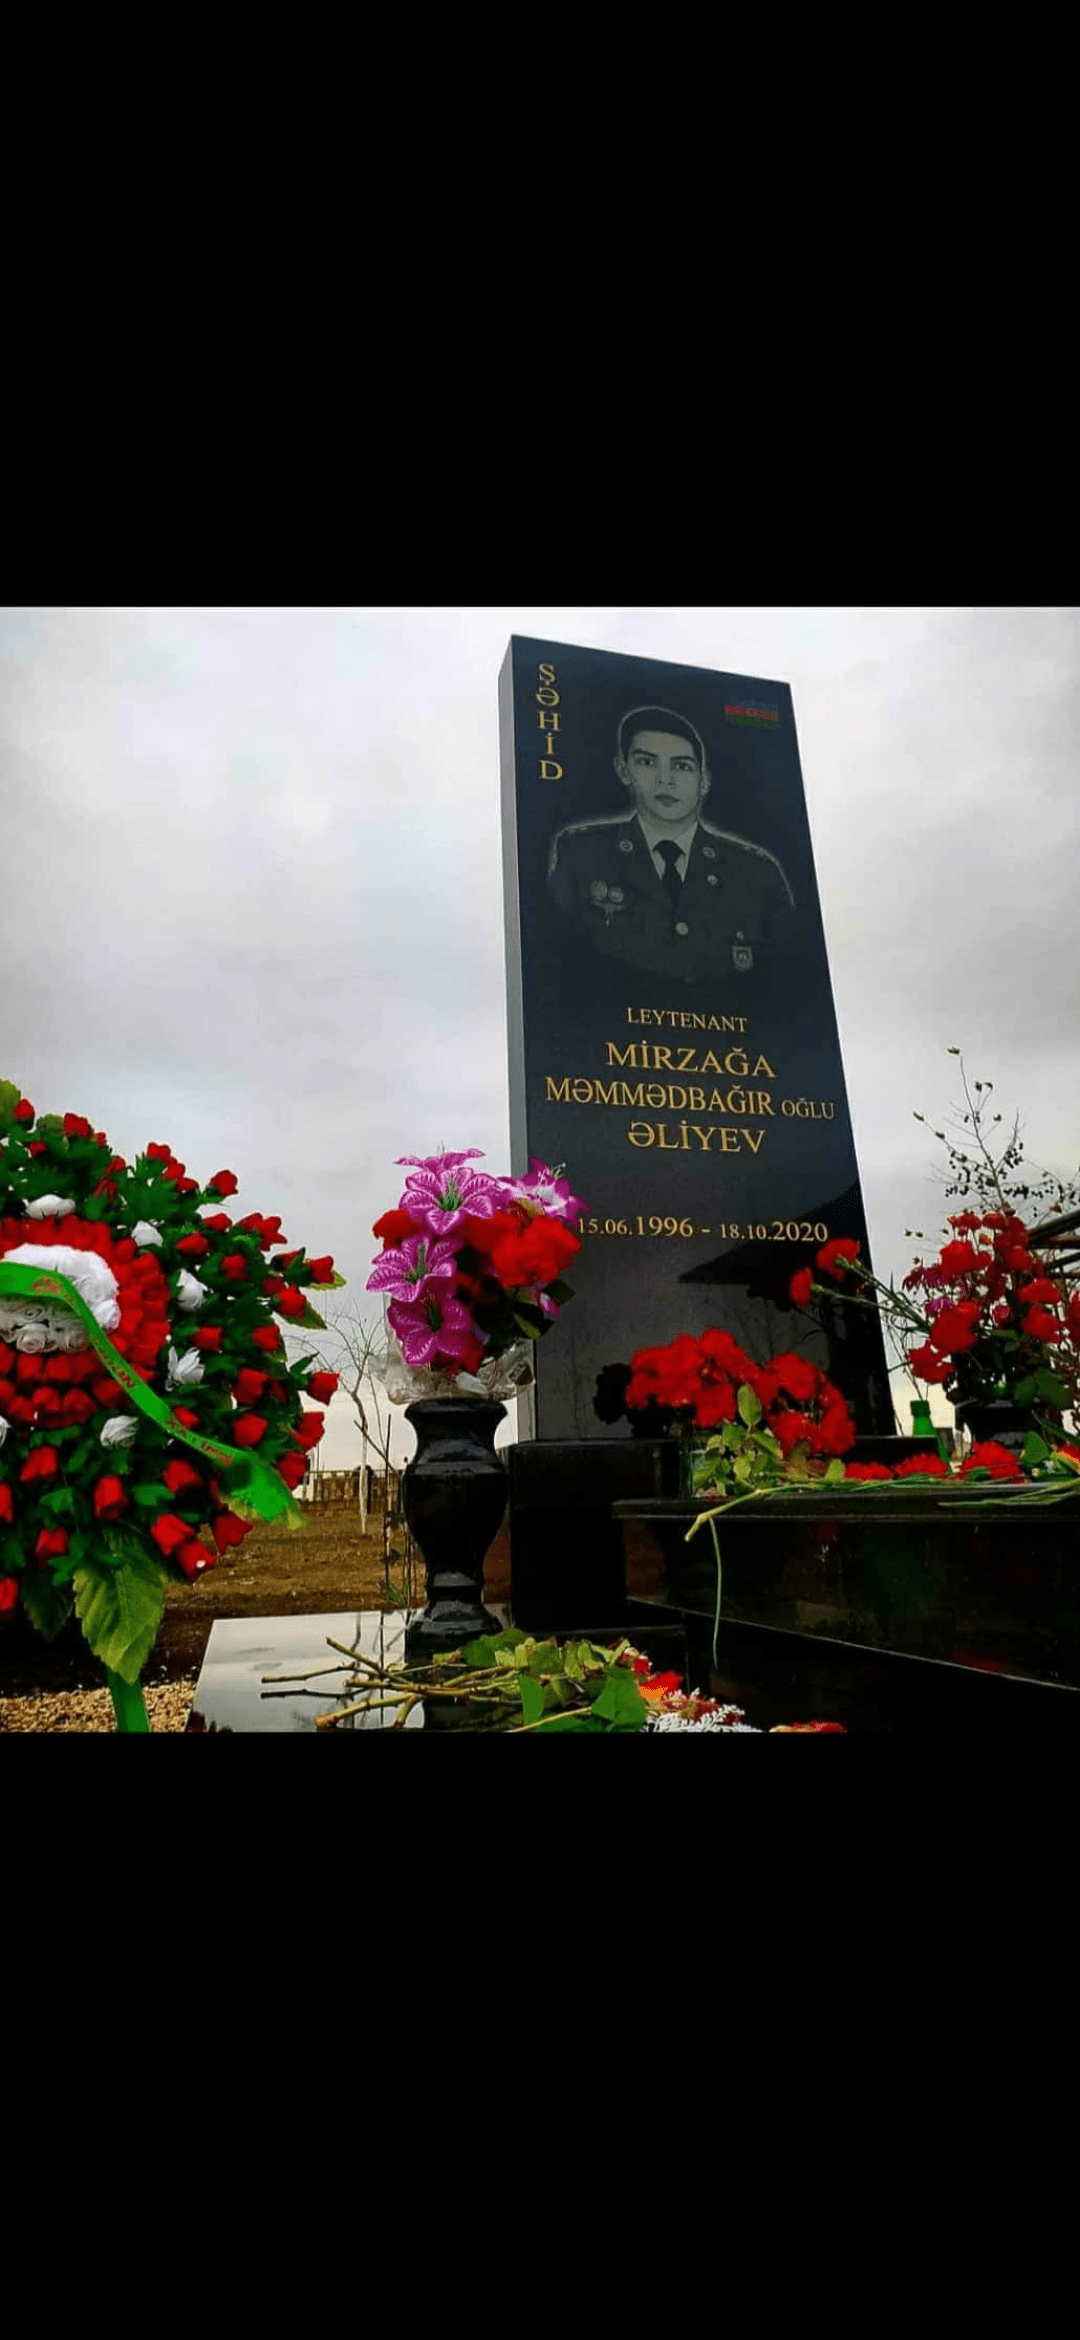 ŞƏHİD
LEYTENANT
MİRZAĞA
MƏMMƏDBAĞIR OĞLU
ƏLİYEV
15.06.1996 - 18.10.2020